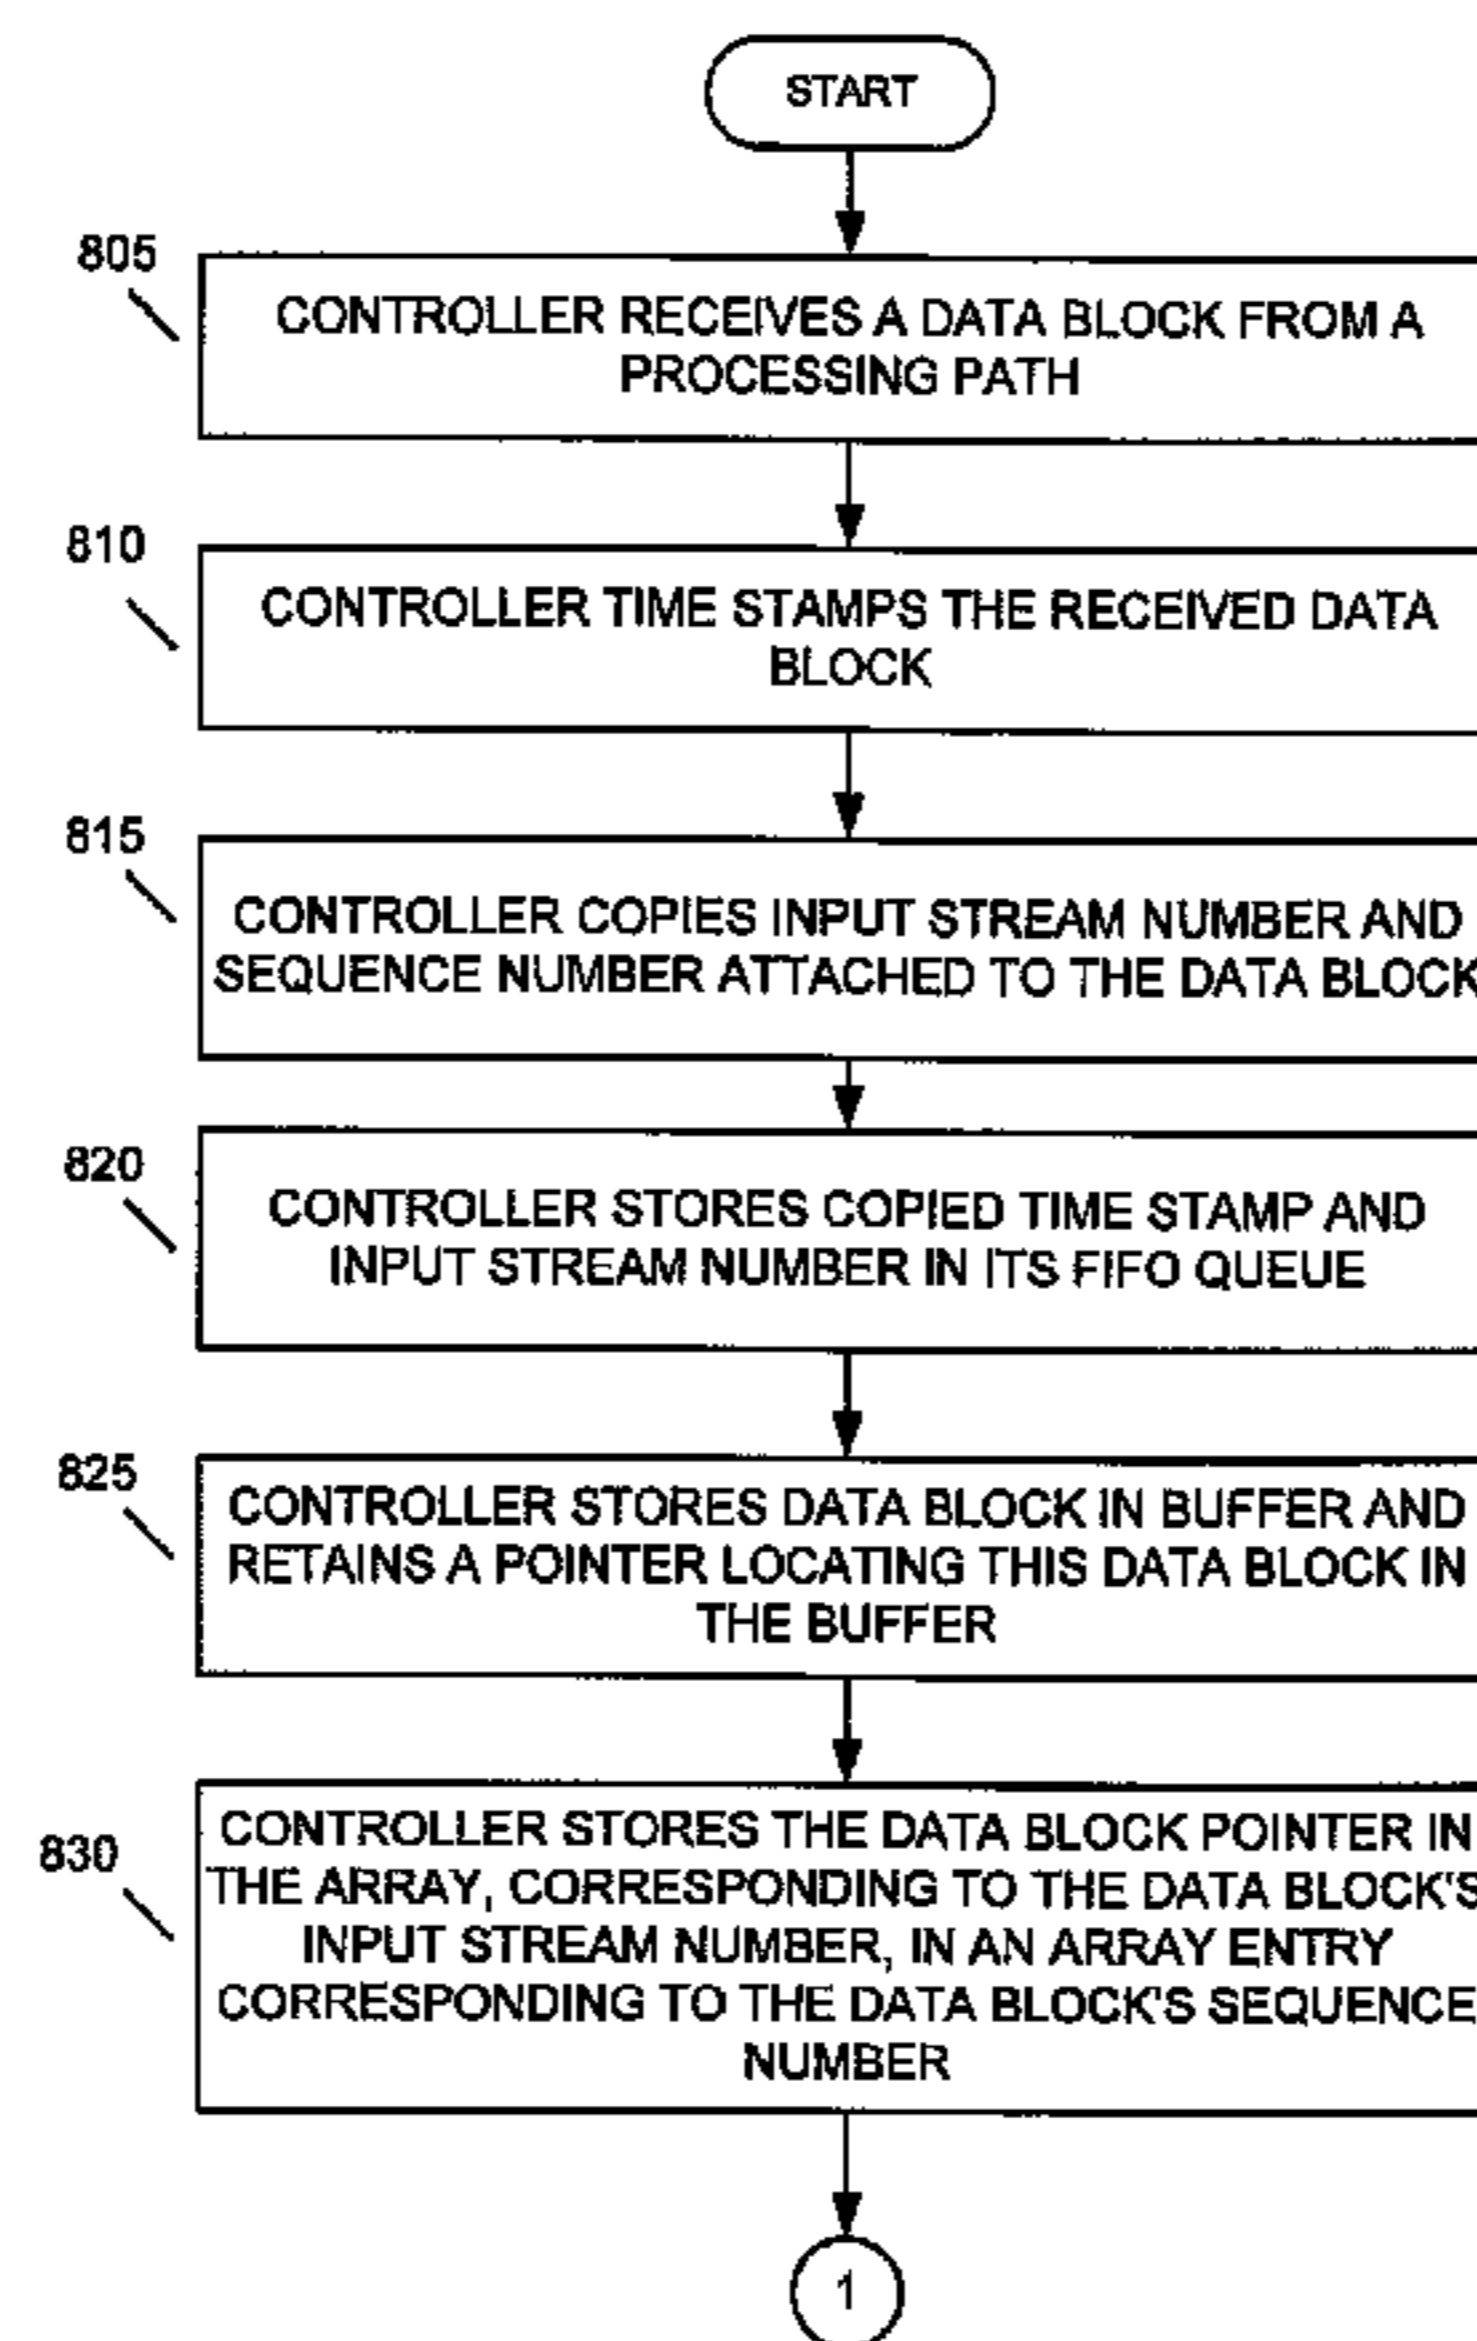 START
805
CONTROLLER RECEIVES A DATA BLOCK FROM A
PROCESSING PATH
810
CONTROLLER TIME STAMPS THE RECEIVED DATA
BLOCK
815
CONTROLLER COPIES INPUT STREAM NUMBER AND
SEQUENCE NUMBER ATTACHED TO THE DATA BLOCK
820
CONTROLLER STORES COPIED TIME STAMP AND
INPUT STREAM NUMBER IN ITS FIFO QUEUE
825
CONTROLLER STORES DATA BLOCK IN BUFFER AND
RETAINS A POINTER LOCATING THIS DATA BLOCK IN
THE BUFFER
830
CONTROLLER STORES THE DATA BLOCK POINTER IN
THE ARRAY, CORRESPONDING TO THE DATA BLOCK'S
INPUT STREAM NUMBER, IN AN ARRAY ENTRY
CORRESPONDING TO THE DATA BLOCK'S SEQUENCE
NUMBER
1